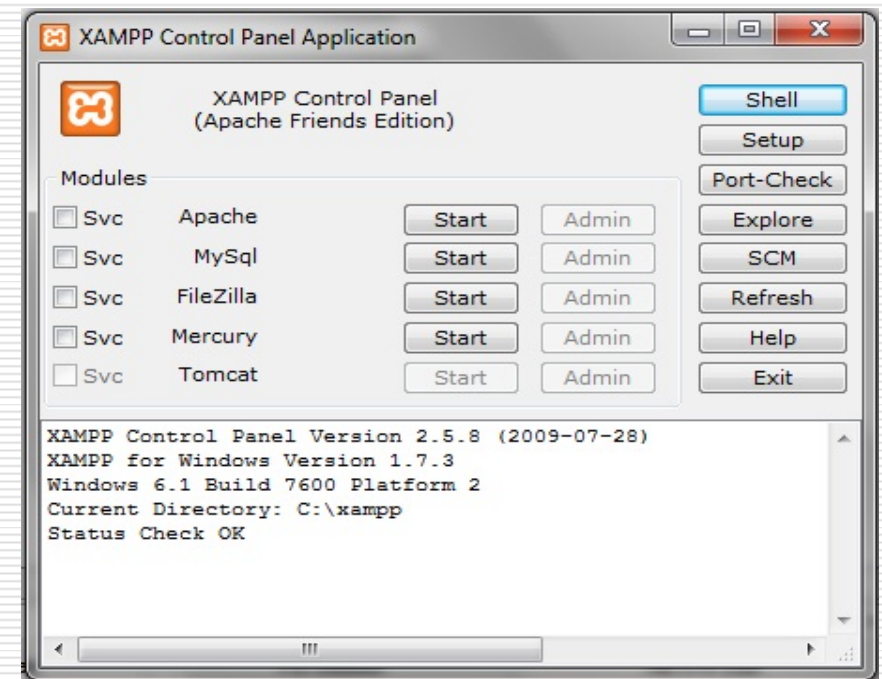 XAMPP Control Panel Application
XAMPP Control Panel
(Apache Friends Edition)
Shell
Setup
Modules
Port-Check
Svc Apache Start Admin Explore
Svc MySql Start Admin SCM
Svc FileZilla Start Admin Refresh
Svc Mercury Start Admin Help
Svc Tomcat Start Admin Exit
XAMPP Control Panel Version 2.5.8 (2009-07-28)
XAMPP for Windows Version 1.7.3
Windows 6.1 Build 7600 Platform 2
Current Directory: C:\xampp
Status Check OK